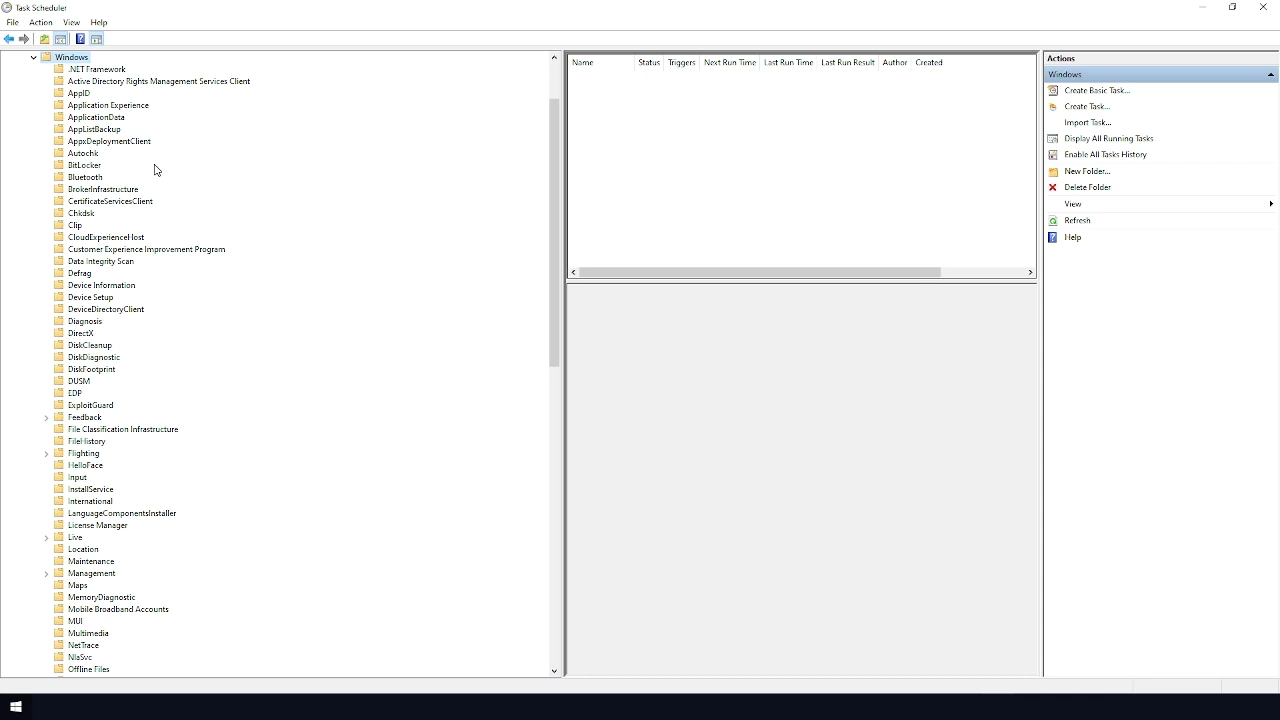 Task Scheduler
File Action View Help
Windows
.NET Framework
Active Directory Rights Management Services Client
AppID
Application Experience
ApplicationData
AppListBackup
AppxDeploymentClient
Autochk
BitLocker
Bluetooth
BrokerInfrastructure
CertificateServicesClient
Chkdsk
Clip
CloudExperienceHost
Customer Experience Improvement Program
Data Integrity Scan
Defrag
Device Information
Device Setup
DeviceDirectoryClient
Diagnosis
DirectX
DiskCleanup
DiskDiagnostic
DiskFootprint
DUSM
EDP
ExploitGuard
Feedback
File Classification Infrastructure
FileHistory
Flighting
HelloFace
Input
InstallService
International
LanguageComponentsInstaller
License Manager
Live
Location
Maintenance
Management
Maps
MemoryDiagnostic
Mobile Broadband Accounts
MUI
Multimedia
NetTrace
NlaSvc
Offline Files
Name Status Triggers Next Run Time Last Run Time Last Run Result Author Created
Actions
Windows
Create Basic Task...
Create Task...
Import Task...
Display All Running Tasks
Enable All Tasks History
New Folder...
Delete Folder
View
Refresh
Help